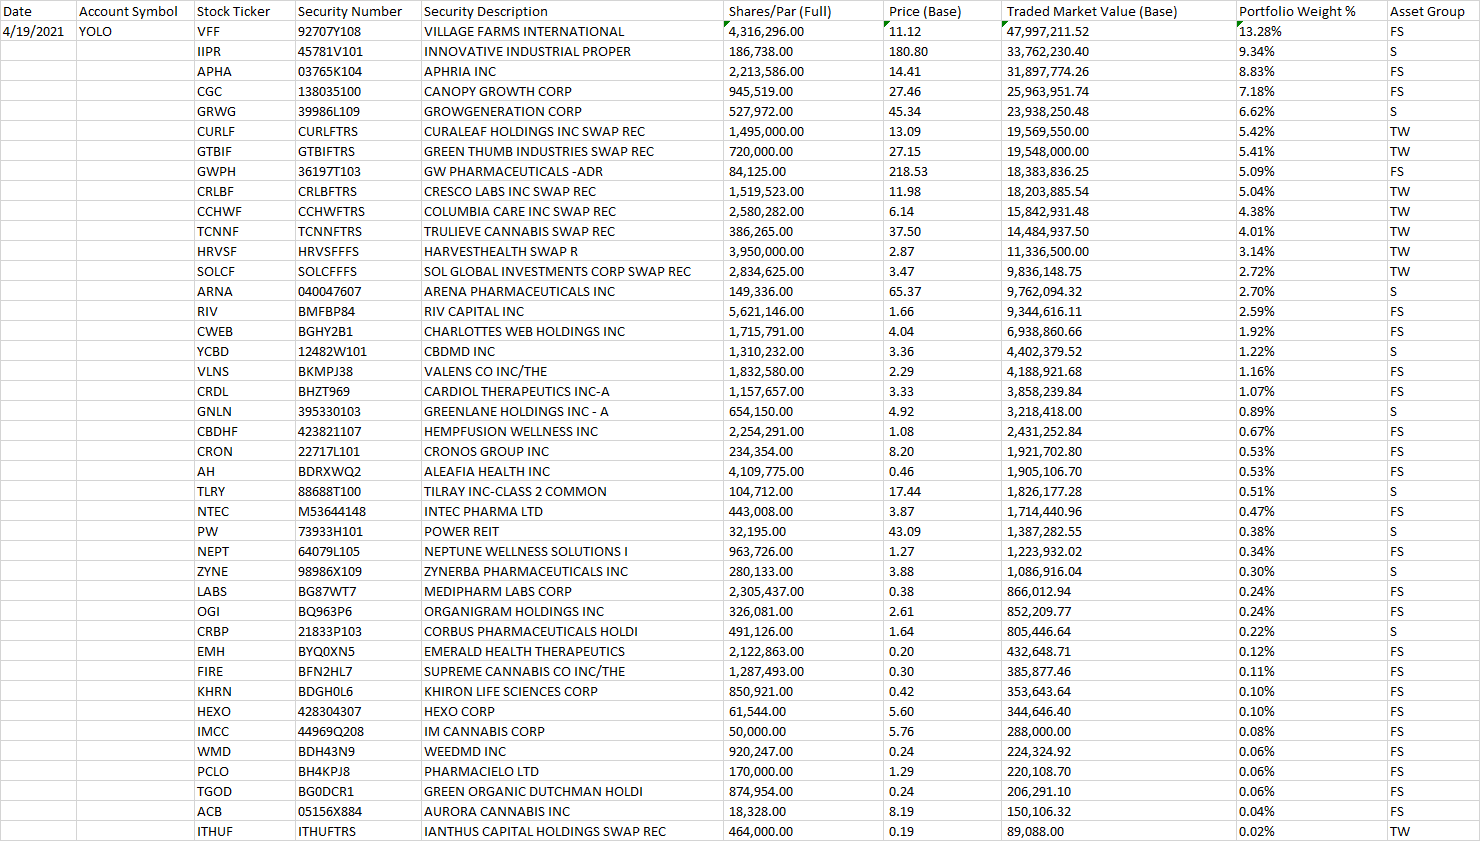 Date Account Symbol Stock Ticker Security Number Security Description Shares/Par (Full) Price (Base) Traded Market Value (Base) Portfolio Weight % Asset Group
4/19/2021 YOLO VFF 92707Y108 VILLAGE FARMS INTERNATIONAL 4,316,296.00 11.12 47,997,211.52 13.28% FS
IIPR 45781V101 INNOVATIVE INDUSTRIAL PROPER 186,738.00 180.80 33,762,230.40 9.34% S
APHA 03765K104 APHRIA INC 2,213,586.00 14.41 31,897,774.26 8.83% FS
CGC 138035100 CANOPY GROWTH CORP 945,519.00 27.46 25,963,951.74 7.18% FS
GRWG 39986L109 GROWGENERATION CORP 527,972.00 45.34 23,938,250.48 6.62% S
CURLF CURLFTRS CURALEAF HOLDINGS INC SWAP REC 1,495,000.00 13.09 19,569,550.00 5.42% TW
GTBIF GTBIFTRS GREEN THUMB INDUSTRIES SWAP REC 720,000.00 27.15 19,548,000.00 5.41% TW
GWPH 36197T103 GW PHARMACEUTICALS -ADR 84,125.00 218.53 18,383,836.25 5.09% FS
CRLBF CRLBFTRS CRESCO LABS INC SWAP REC 1,519,523.00 11.98 18,203,885.54 5.04% TW
CCHWF CCHWFTRS COLUMBIA CARE INC SWAP REC 2,580,282.00 6.14 15,842,931.48 4.38% TW
TCNNF TCNNFTRS TRULIEVE CANNABIS SWAP REC 386,265.00 37.50 14,484,937.50 4.01% TW
HRVSF HRVSFFFS HARVESTHEALTH SWAP R 3,950,000.00 2.87 11,336,500.00 3.14% TW
SOLCF SOLCFFFS SOL GLOBAL INVESTMENTS CORP SWAP REC 2,834,625.00 3.47 9,836,148.75 2.72% TW
ARNA 040047607 ARENA PHARMACEUTICALS INC 149,336.00 65.37 9,762,094.32 2.70% S
RIV BMFBP84 RIV CAPITAL INC 5,621,146.00 1.66 9,344,616.11 2.59% FS
CWEB BGHY2B1 CHARLOTTES WEB HOLDINGS INC 1,715,791.00 4.04 6,938,860.66 1.92% FS
YCBD 12482W101 CBDMD INC 1,310,232.00 3.36 4,402,379.52 1.22% S
VLNS BKMPJ38 VALENS CO INC/THE 1,832,580.00 2.29 4,188,921.68 1.16% FS
CRDL BHZT969 CARDIOL THERAPEUTICS INC-A 1,157,657.00 3.33 3,858,239.84 1.07% FS
GNLN 395330103 GREENLANE HOLDINGS INC - A 654,150.00 4.92 3,218,418.00 0.89% S
CBDHF 423821107 HEMPFUSION WELLNESS INC 2,254,291.00 1.08 2,431,252.84 0.67% FS
CRON 22717L101 CRONOS GROUP INC 234,354.00 8.20 1,921,702.80 0.53% FS
AH BDRXWQ2 ALEAFIA HEALTH INC 4,109,775.00 0.46 1,905,106.70 0.53% FS
TLRY 88688T100 TILRAY INC-CLASS 2 COMMON 104,712.00 17.44 1,826,177.28 0.51% S
NTEC M53644148 INTEC PHARMA LTD 443,008.00 3.87 1,714,440.96 0.47% FS
PW 73933H101 POWER REIT 32,195.00 43.09 1,387,282.55 0.38% S
NEPT 64079L105 NEPTUNE WELLNESS SOLUTIONS I 963,726.00 1.27 1,223,932.02 0.34% FS
ZYNE 98986X109 ZYNERBA PHARMACEUTICALS INC 280,133.00 3.88 1,086,916.04 0.30% S
LABS BG87WT7 MEDIPHARM LABS CORP 2,305,437.00 0.38 866,012.94 0.24% FS
OGI BQ963P6 ORGANIGRAM HOLDINGS INC 326,081.00 2.61 852,209.77 0.24% FS
CRBP 21833P103 CORBUS PHARMACEUTICALS HOLDI 491,126.00 1.64 805,446.64 0.22% S
EMH BYQ0XN5 EMERALD HEALTH THERAPEUTICS 2,122,863.00 0.20 432,648.71 0.12% FS
FIRE BFN2HL7 SUPREME CANNABIS CO INC/THE 1,287,493.00 0.30 385,877.46 0.11% FS
KHRN BDGH0L6 KHIRON LIFE SCIENCES CORP 850,921.00 0.42 353,643.64 0.10% FS
HEXO 428304307 HEXO CORP 61,544.00 5.60 344,646.40 0.10% FS
IMCC 44969Q208 IM CANNABIS CORP 50,000.00 5.76 288,000.00 0.08% FS
WMD BDH43N9 WEEDMD INC 920,247.00 0.24 224,324.92 0.06% FS
PCLO BH4KPJ8 PHARMACIELO LTD 170,000.00 1.29 220,108.70 0.06% FS
TGOD BG0DCR1 GREEN ORGANIC DUTCHMAN HOLDI 874,954.00 0.24 206,291.10 0.06% FS
ACB 05156X884 AURORA CANNABIS INC 18,328.00 8.19 150,106.32 0.04% FS
ITHUF ITHUFTRS IANTHUS CAPITAL HOLDINGS SWAP REC 464,000.00 0.19 89,088.00 0.02% TW